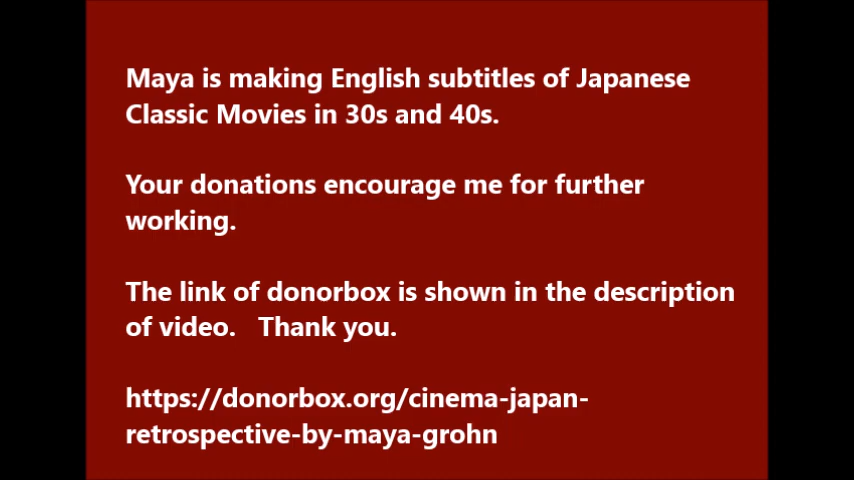 Maya is making English subtitles of Japanese
Classic Movies in 30s and 40s.
Your donations encourage me for further
working.
The link of donorbox is shown in the description
of video.   Thank you.
https://donorbox.org/cinema-japan-
retrospective-by-maya-grohn